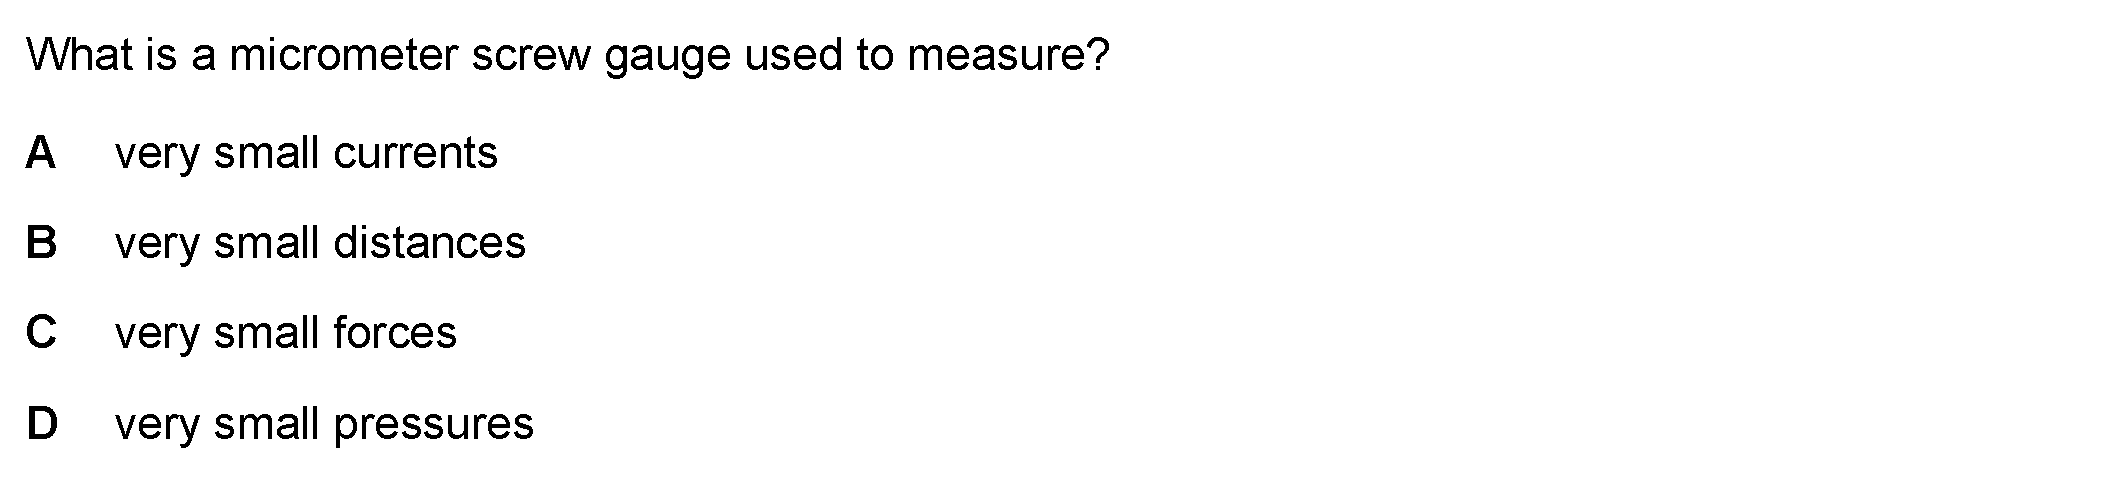 What is a micrometer screw gauge used to measure?
A very small currents
B very small distances
C very small forces
D very small pressures